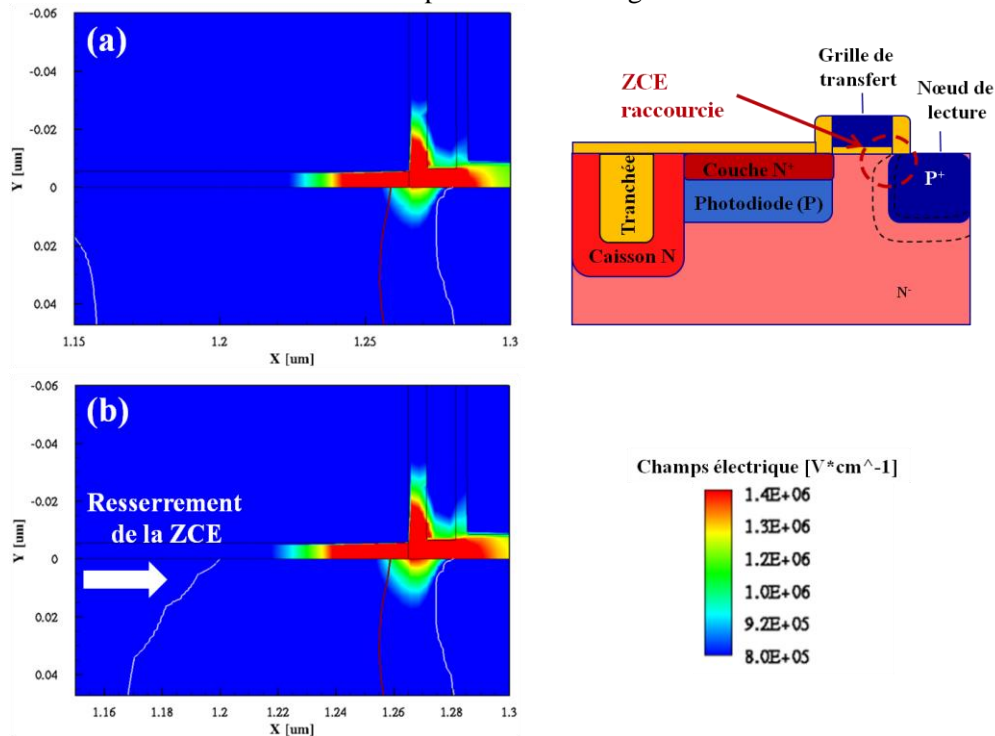 (a)
-0.06
-0.04
-0.02
0
0.02
0.04
Y [um]
1.15
1.2
1.25
1.3
X [um]
ZCE
raccourcie
Grille de
transfert
Nœud de
lecture
Couche N+
P+
Photodiode (P)
Tranchée
Caisson N
N-
(b)
Resserrement
de la ZCE
-0.06
-0.04
-0.02
0
0.02
0.04
Y [um]
1.16
1.18
1.2
1.22
1.24
1.26
1.28
1.3
X [um]
Champs électrique [V*cm^-1]
1.4E+06
1.3E+06
1.2E+06
1.0E+06
9.2E+05
8.0E+05